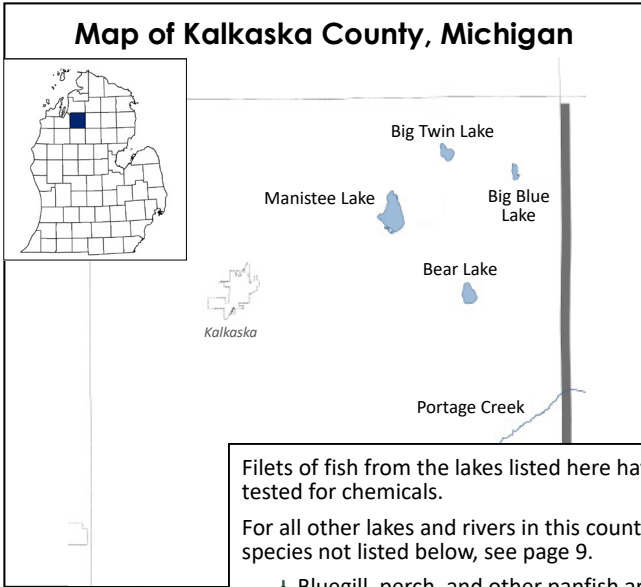 Map of Kalkaska County, Michigan
Big Twin Lake
Manistee Lake
Big Blue
Lake
Bear Lake
Kalkaska
Portage Creek
Filets of fish from the lakes listed here hav
tested for chemicals.
For all other lakes and rivers in this count
species not listed below, see page 9.
Bluegill, perch, and other panfish ar